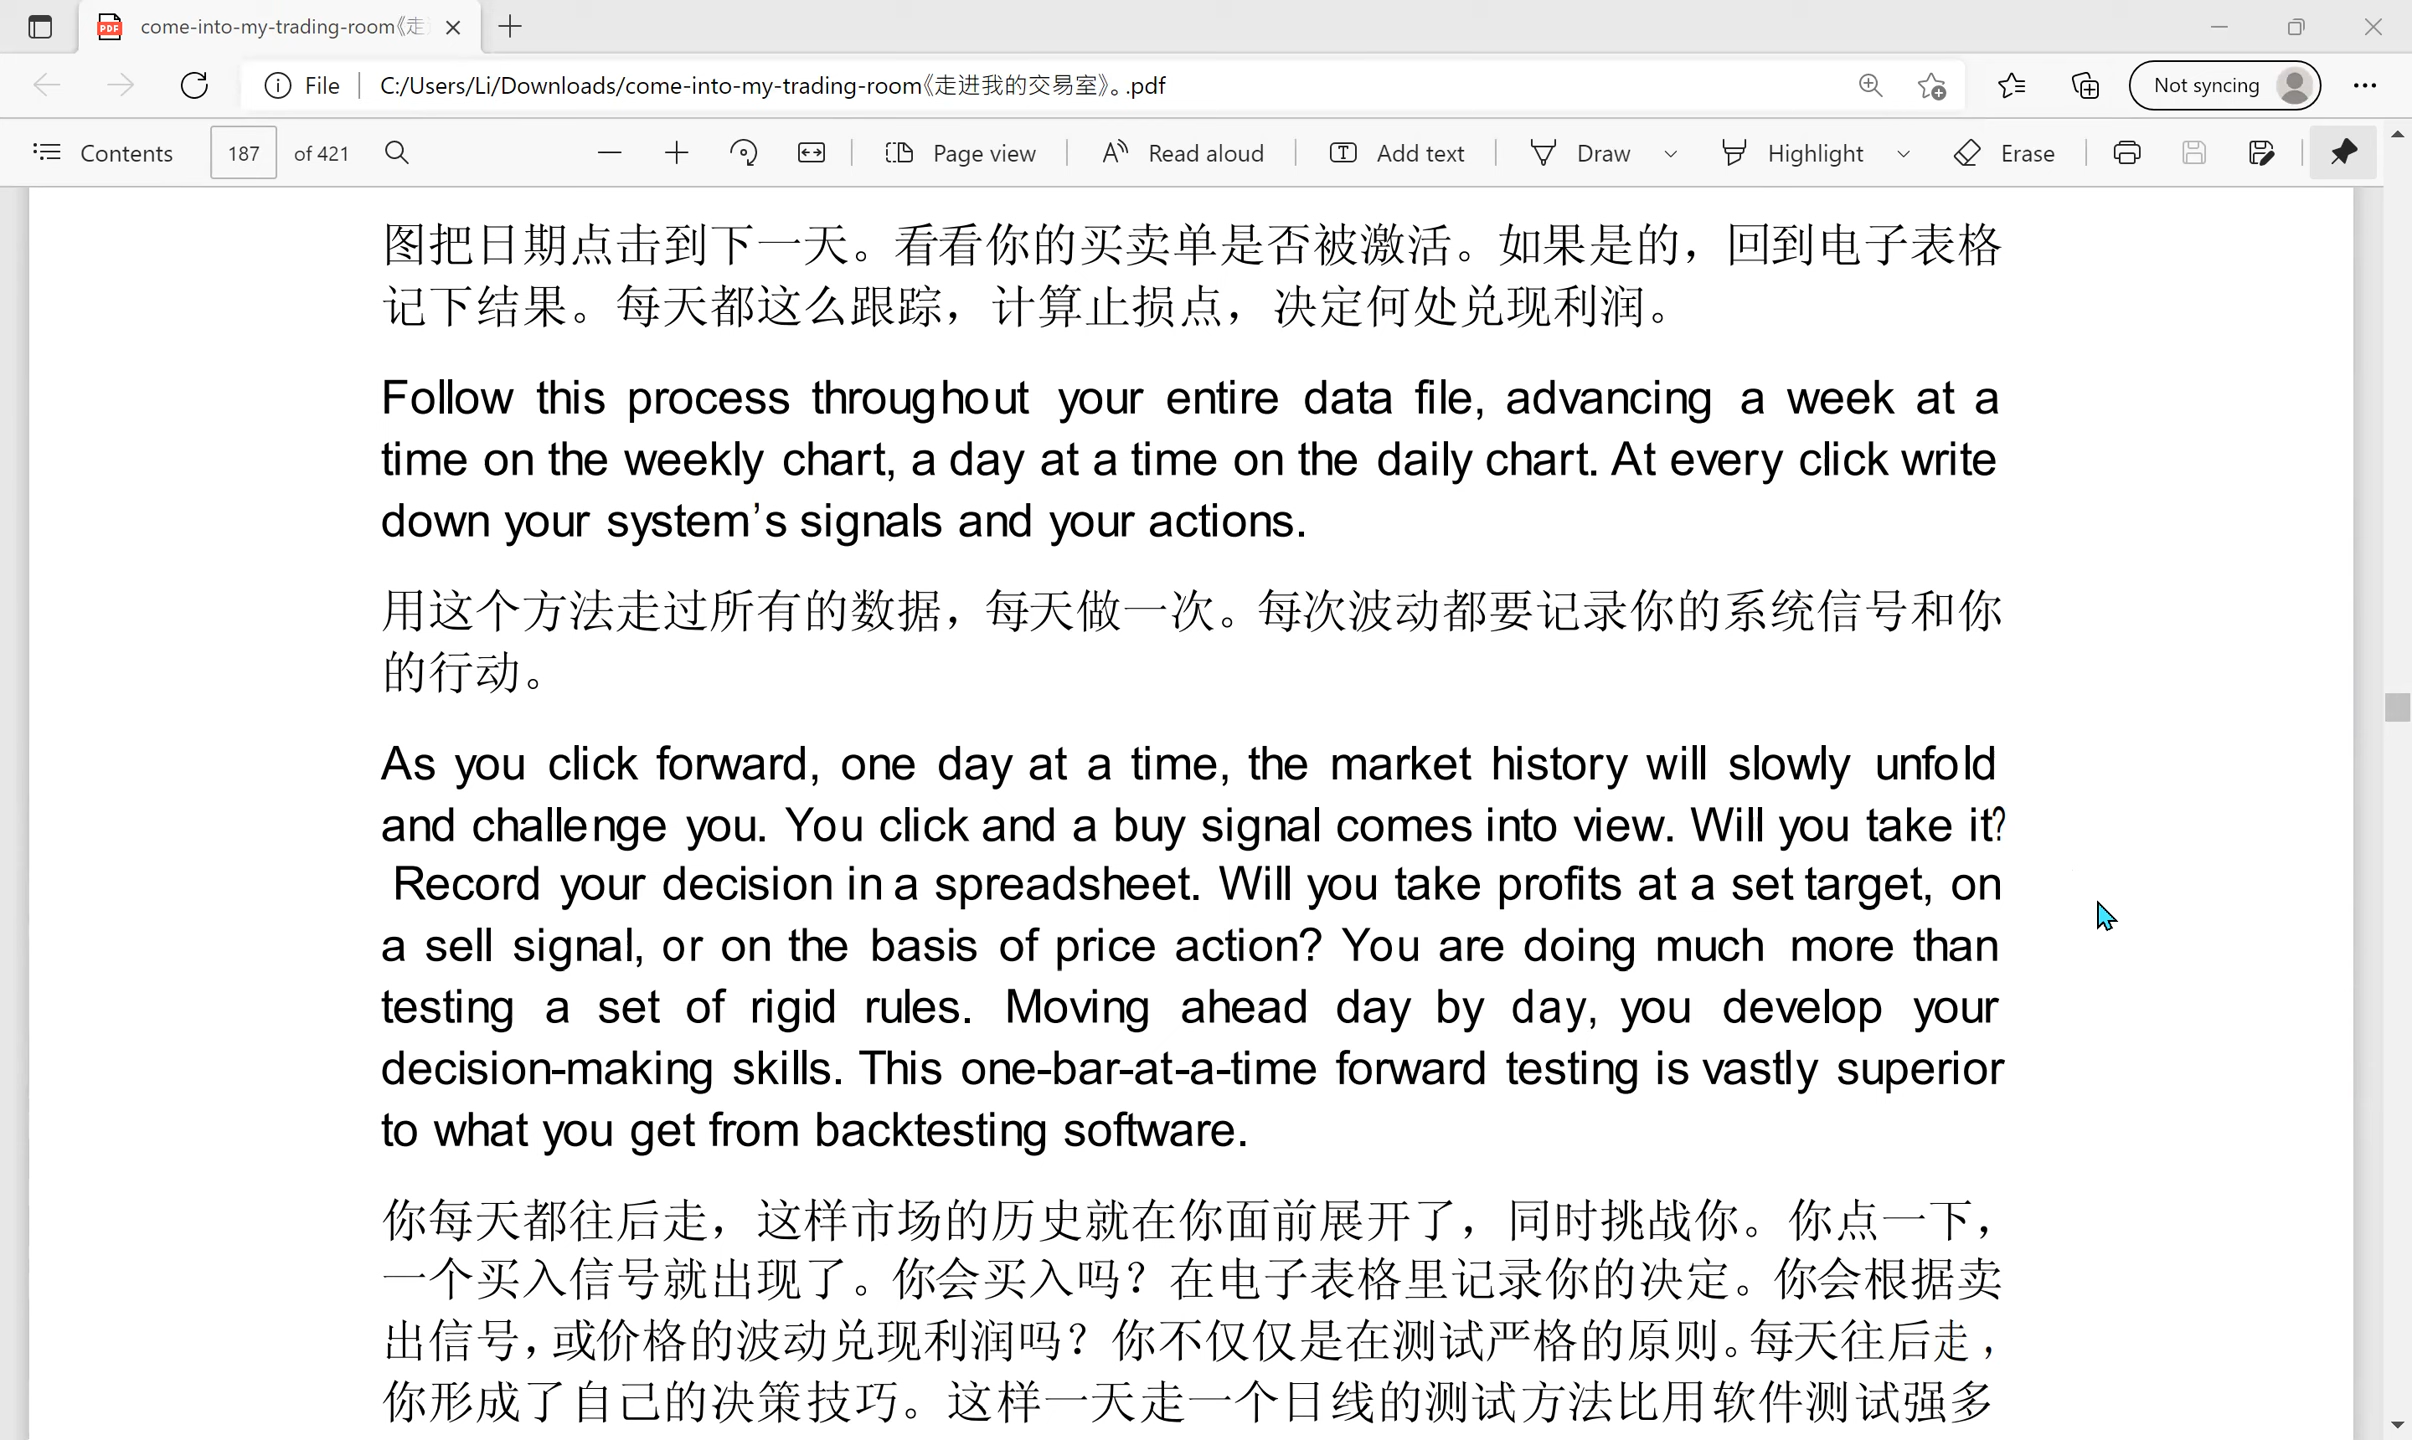 come-into-my-trading-room《走
File
C:/Users/Li/Downloads/come-into-my-trading-room《走进我的交易室》。.pdf
Not syncing
Contents
187
of 421
Page view
Read aloud
Add text
Draw
Highlight
Erase
图把日期点击到下一天。看看你的买卖单是否被激活。如果是的，回到电子表格
记下结果。每天都这么跟踪，计算止损点，决定何处兑现利润。
Follow this process throughout your entire data file, advancing a week at a
time on the weekly chart, a day at a time on the daily chart. At every click write
down your system's signals and your actions.
用这个方法走过所有的数据，每天做一次。每次波动都要记录你的系统信号和你
的行动。
As you click forward, one day at a time, the market history will slowly unfold
and challenge you. You click and a buy signal comes into view. Will you take it?
Record your decision in a spreadsheet. Will you take profits at a set target, on
a sell signal, or on the basis of price action? You are doing much more than
testing a set of rigid rules. Moving ahead day by day, you develop your
decision-making skills. This one-bar-at-a-time forward testing is vastly superior
to what you get from backtesting software.
你每天都往后走，这样市场的历史就在你面前展开了，同时挑战你。你点一下，
一个买入信号就出现了。你会买入吗？在电子表格里记录你的决定。你会根据卖
出信号，或价格的波动兑现利润吗？你不仅仅是在测试严格的原则。每天往后走，
你形成了自己的决策技巧。这样一天走一个日线的测试方法比用软件测试强多